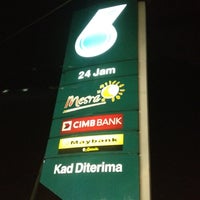 24 Jam
Mesra
CIMB BANK
Maybank
Kad Diterima